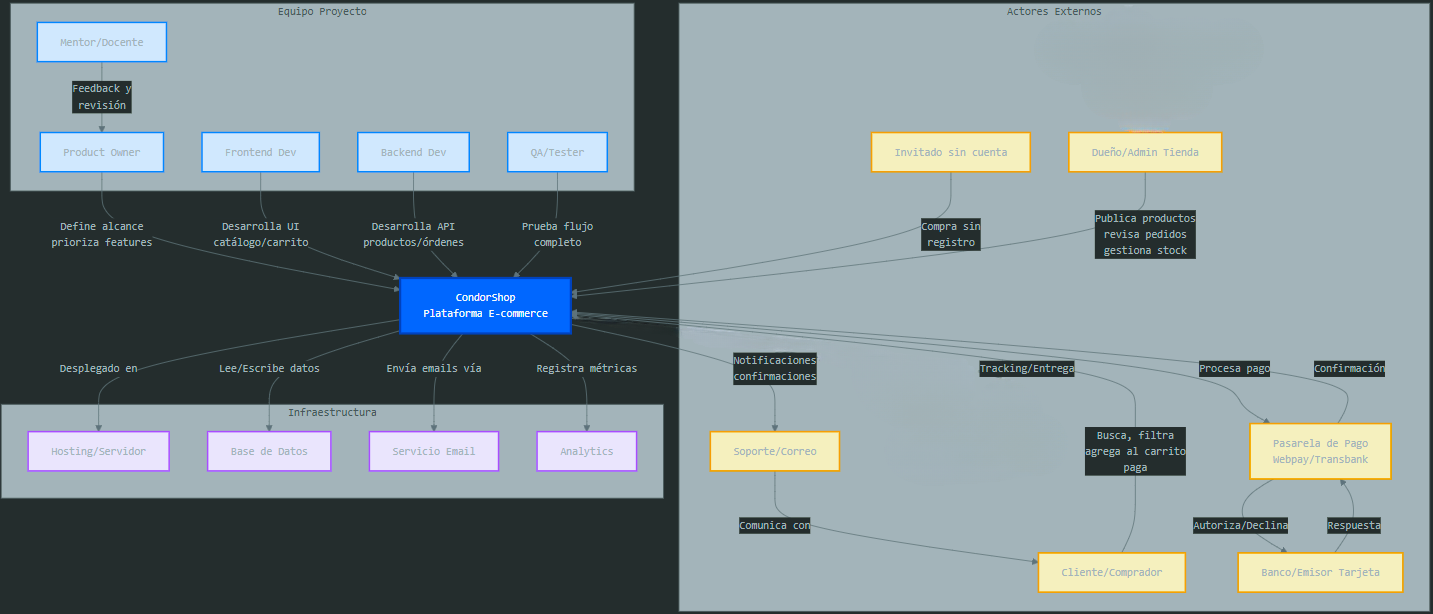 Equipo Proyecto
Actores Externos
Mentor/Docente
Feedback y
revisión
Product Owner
Frontend Dev
Backend Dev
QA/Tester
Invitado sin cuenta
Dueño/Admin Tienda
Define alcance
prioriza features
Desarrolla UI
catálogo/carrito
Desarrolla API
productos/órdenes
Prueba flujo
completo
Compra sin
registro
Publica productos
revisa pedidos
gestiona stock
CondorShop
Plataforma E-commerce
Desplegado en
Lee/Escribe datos
Envía emails vía
Registra métricas
Notificaciones
confirmaciones
Tracking/Entrega
Procesa pago
Confirmación
Infraestructura
Hosting/Servidor
Base de Datos
Servicio Email
Analytics
Soporte/Correo
Busca, filtra
agrega al carrito
paga
Pasarela de Pago
Webpay/Transbank
Comunica con
Autoriza/Declina
Respuesta
Cliente/Comprador
Banco/Emisor Tarjeta